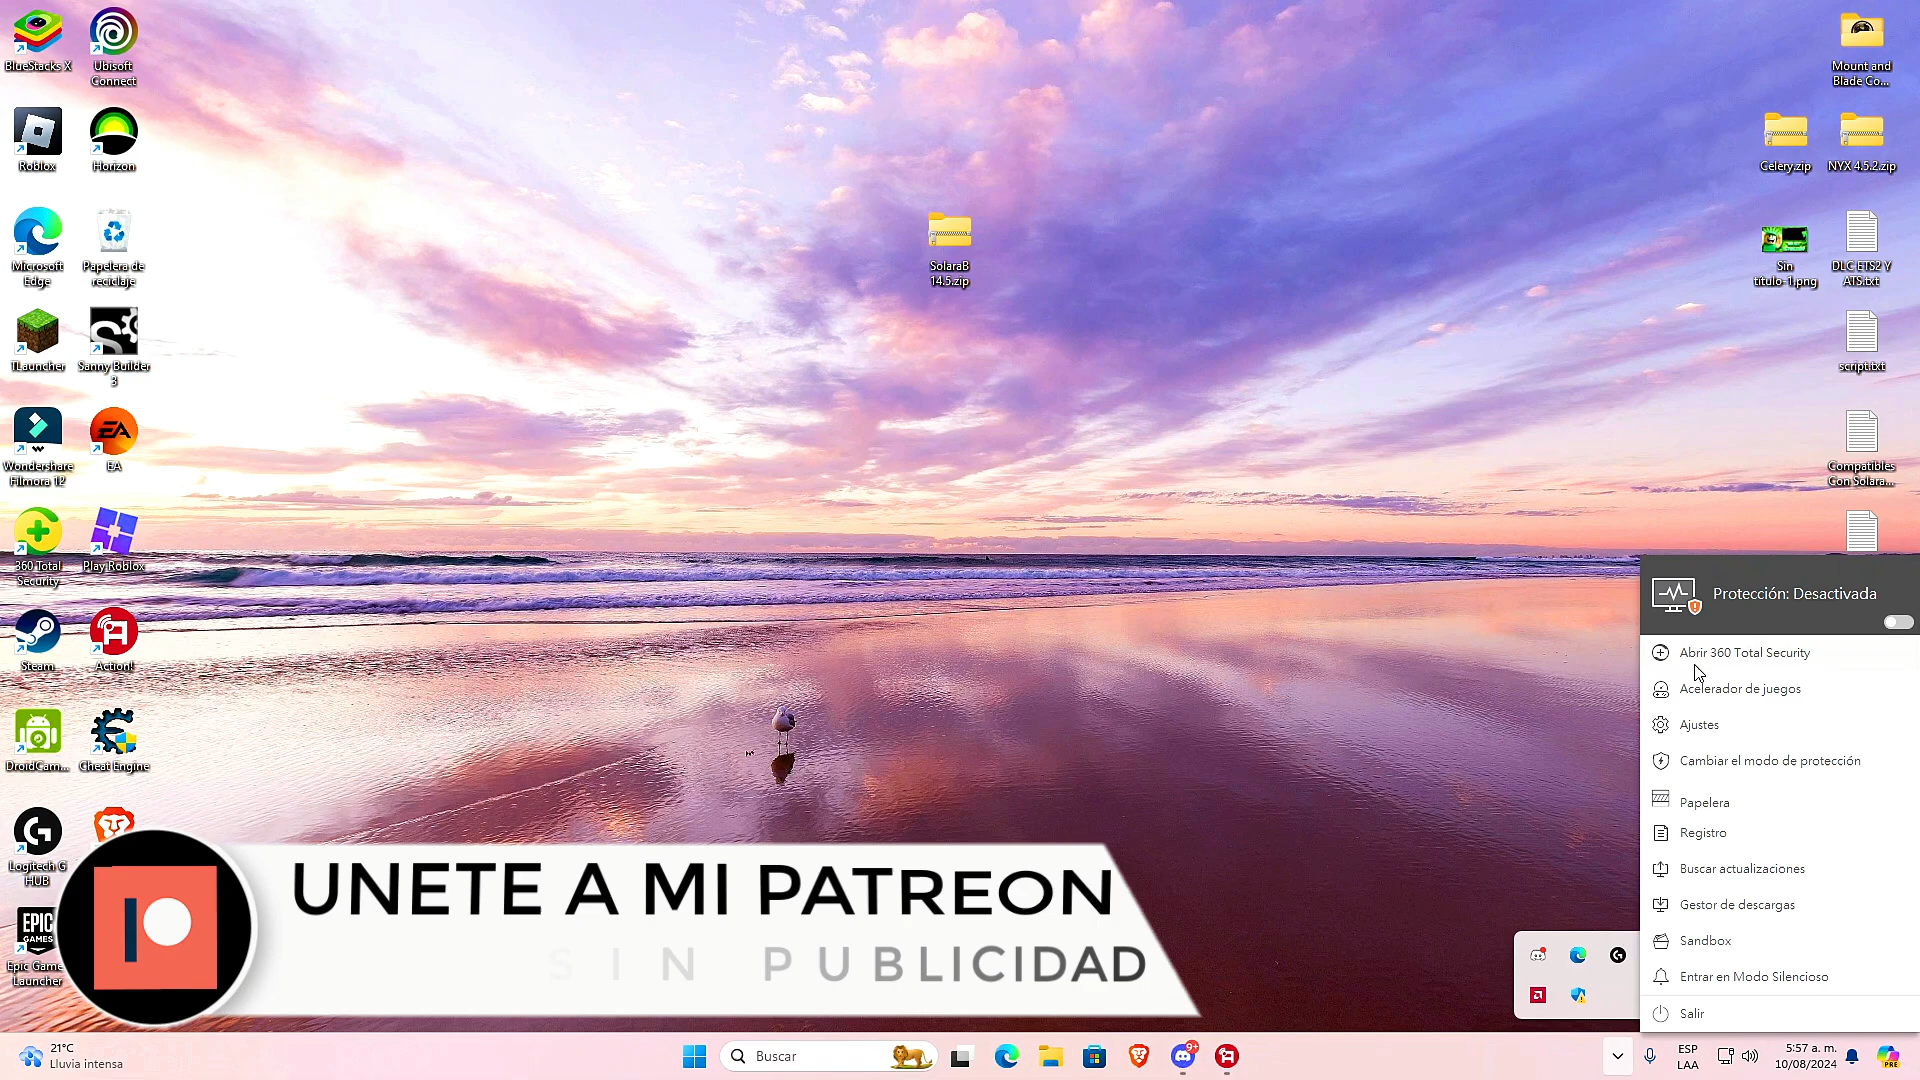 BlueStacks X
Ubisoft
Connect
Roblox
Horizon
Microsoft
Edge
Papelera de
reciclaje
TLauncher
Sanny Builder
3
Wondershare
Filmora 12
EA
360 Total
Security
Play Roblox
Steam
Action!
DroidCam...
Cheat Engine
Logitech G
HUB
EPIC
GAMES
Epic Game
Launcher
SolaraB
14.5.zip
Mount and
Blade Co...
Celery.zip
NYX 4.5.2.zip
Sin
título-1.png
DLC ETS2 Y
ATS.txt
script.txt
Compatibles
Con Solara...
Protección: Desactivada
Abrir 360 Total Security
Acelerador de juegos
Ajustes
Cambiar el modo de protección
Papelera
Registro
Buscar actualizaciones
Gestor de descargas
Sandbox
Entrar en Modo Silencioso
Salir
UNETE A MI PATREON
SIN PUBLICIDAD
21°C
Lluvia intensa
Buscar
9+
ESP
LAA
5:57 a. m.
10/08/2024
PRE